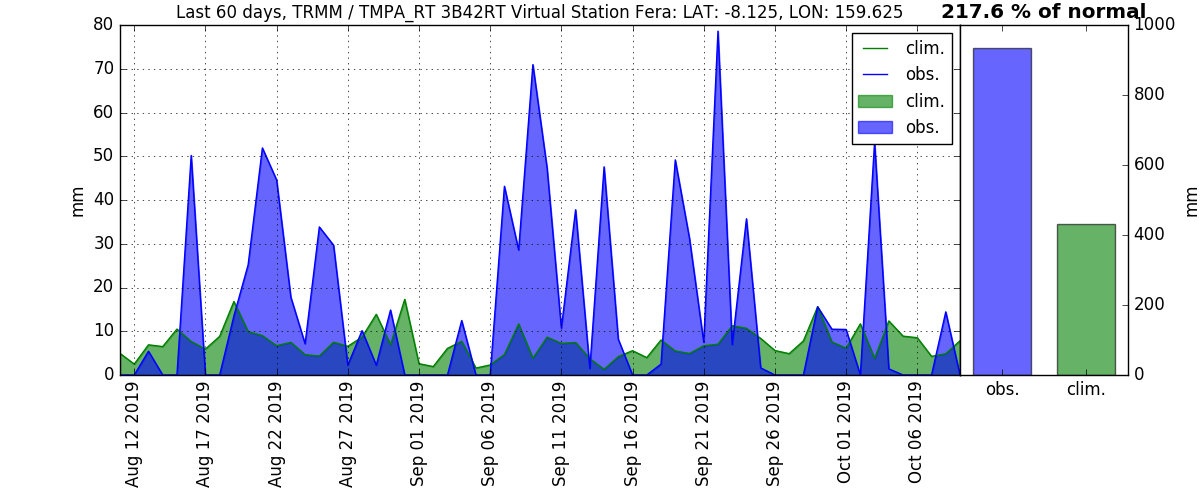 Last 60 days, TRMM / TMPA_RT 3B42RT Virtual Station Fera: LAT: -8.125, LON: 159.625
217.6 % of normal
80
70
60
50
40
30
20
10
0
mm
clim.
obs.
clim.
obs.
1000
800
600
400
200
0
mm
obs.
clim.
Aug 12 2019
Aug 17 2019
Aug 22 2019
Aug 27 2019
Sep 01 2019
Sep 06 2019
Sep 11 2019
Sep 16 2019
Sep 21 2019
Sep 26 2019
Oct 01 2019
Oct 06 2019